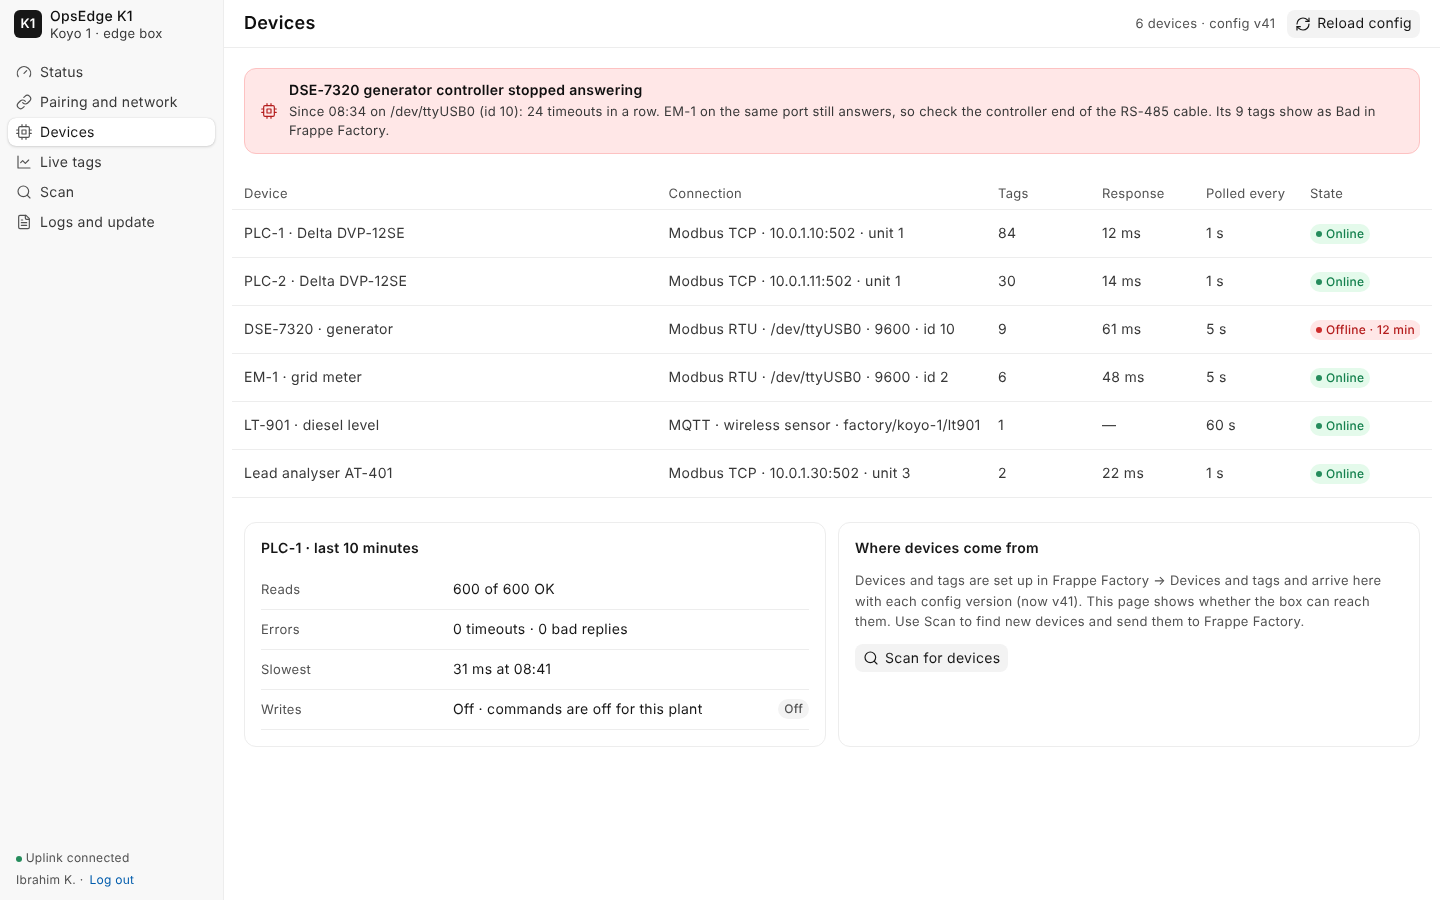 K1
OpsEdge K1
Koyo 1 · edge box
Status
Pairing and network
Devices
Live tags
Scan
Logs and update
Uplink connected
Ibrahim K. · Log out
Devices
6 devices · config v41
Reload config
DSE-7320 generator controller stopped answering
Since 08:34 on /dev/ttyUSB0 (id 10): 24 timeouts in a row. EM-1 on the same port still answers, so check the controller end of the RS-485 cable. Its 9 tags show as Bad in
Frappe Factory.
Device Connection Tags Response Polled every State
PLC-1 · Delta DVP-12SE Modbus TCP · 10.0.1.10:502 · unit 1 84 12 ms 1 s Online
PLC-2 · Delta DVP-12SE Modbus TCP · 10.0.1.11:502 · unit 1 30 14 ms 1 s Online
DSE-7320 · generator Modbus RTU · /dev/ttyUSB0 · 9600 · id 10 9 61 ms 5 s Offline · 12 min
EM-1 · grid meter Modbus RTU · /dev/ttyUSB0 · 9600 · id 2 6 48 ms 5 s Online
LT-901 · diesel level MQTT · wireless sensor · factory/koyo-1/lt901 1 — 60 s Online
Lead analyser AT-401 Modbus TCP · 10.0.1.30:502 · unit 3 2 22 ms 1 s Online
PLC-1 · last 10 minutes
Reads 600 of 600 OK
Errors 0 timeouts · 0 bad replies
Slowest 31 ms at 08:41
Writes Off · commands are off for this plant Off
Where devices come from
Devices and tags are set up in Frappe Factory → Devices and tags and arrive here
with each config version (now v41). This page shows whether the box can reach
them. Use Scan to find new devices and send them to Frappe Factory.
Scan for devices